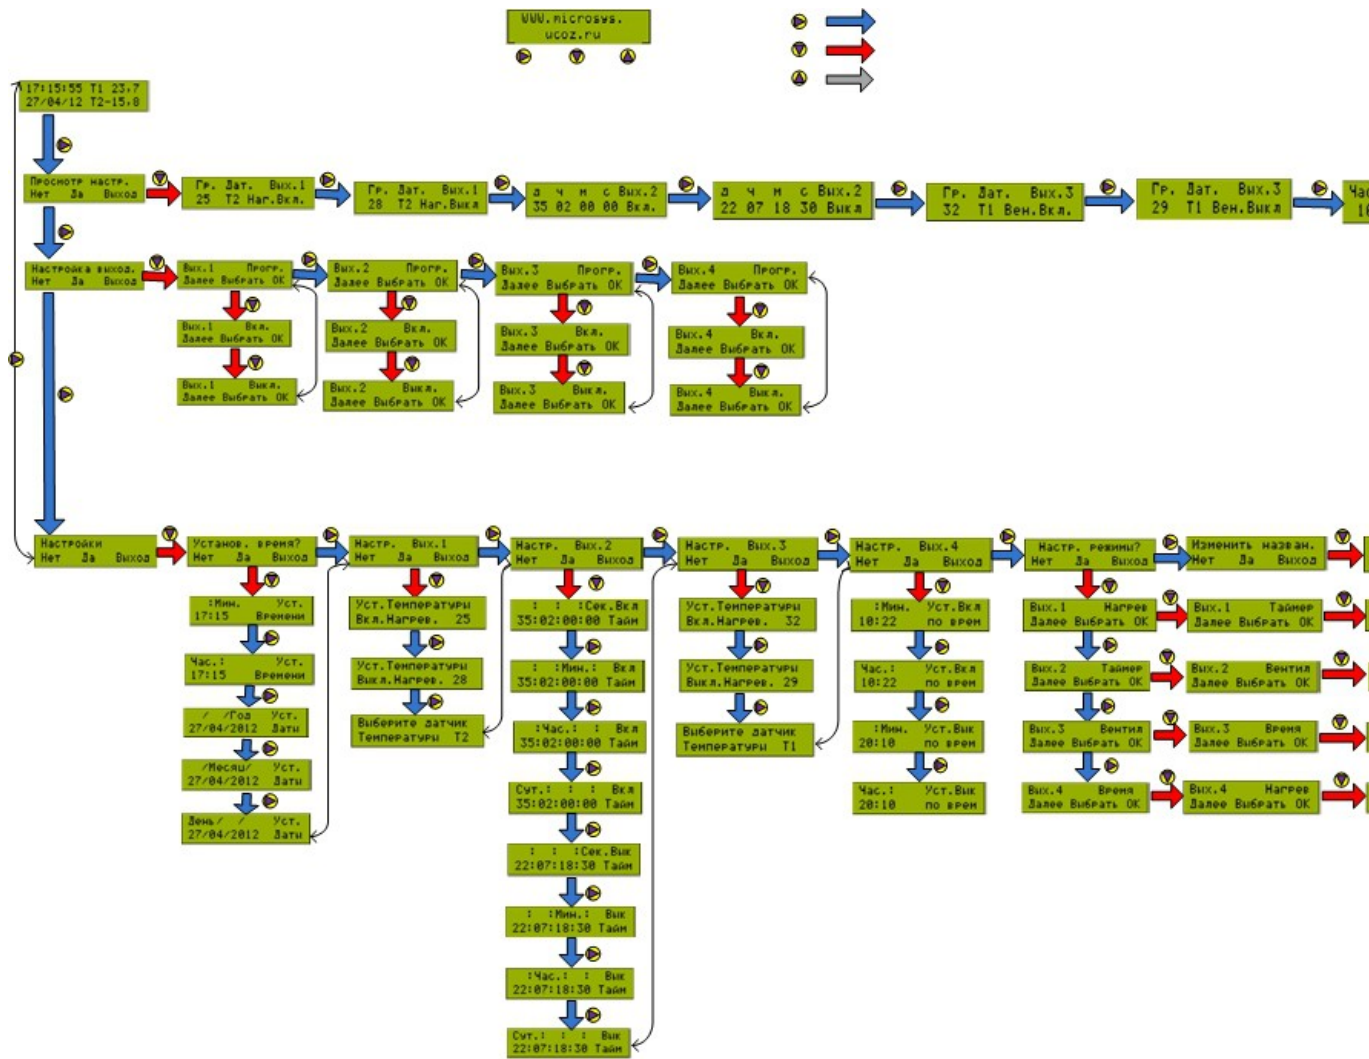 WWW.microsys.
ucoz.ru
17:15:55 T1 23,7
27/04/12 T2-15,8
Просмотр настр.
Нет Да Выход
Гр. Дат. Вых.1
25 T2 Наг.Вкл.
Гр. Дат. Вых.1
28 T2 Наг.Выкл
д ч м с Вых.2
35 02 00 00 Вкл.
д ч м с Вых.2
22 07 18 30 Выкл
Гр. Дат. Вых.3
32 T1 Вен.Вкл.
Гр. Дат. Вых.3
29 T1 Вен.Выкл
Настройка выход.
Нет Да Выход
Вых.1 Прогр.
Далее Выбрать OK
Вых.2 Прогр.
Далее Выбрать OK
Вых.3 Прогр.
Далее Выбрать OK
Вых.4 Прогр.
Далее Выбрать OK
Вых.1 Вкл.
Далее Выбрать OK
Вых.2 Вкл.
Далее Выбрать OK
Вых.3 Вкл.
Далее Выбрать OK
Вых.4 Вкл.
Далее Выбрать OK
Вых.1 Выкл.
Далее Выбрать OK
Вых.2 Выкл.
Далее Выбрать OK
Вых.3 Выкл.
Далее Выбрать OK
Вых.4 Выкл.
Далее Выбрать OK
Настройки
Нет Да Выход
Установ. время?
Нет Да Выход
Настр. Вых.1
Нет Да Выход
Настр. Вых.2
Нет Да Выход
Настр. Вых.3
Нет Да Выход
Настр. Вых.4
Нет Да Выход
Настр. режимы?
Нет Да Выход
Изменить назван.
Нет Да Выход
:Мин. Уст.
17:15 Времени
Час.: Уст.
17:15 Времени
/ /Год Уст.
27/04/2012 Даты
/Месяц/ Уст.
27/04/2012 Даты
День/ / Уст.
27/04/2012 Даты
Уст.Температуры
Вкл.Нагрев. 25
Уст.Температуры
Выкл.Нагрев. 28
Выберите датчик
Температуры T2
: : :Сек.Вкл
35:02:00:00 Тайм
: :Мин.: Вкл
35:02:00:00 Тайм
:Час.: : Вкл
35:02:00:00 Тайм
Сут.: : : Вкл
35:02:00:00 Тайм
: : :Сек.Вык
22:07:18:30 Тайм
: :Мин.: Вык
22:07:18:30 Тайм
:Час.: : Вык
22:07:18:30 Тайм
Сут.: : : Вык
22:07:18:30 Тайм
Уст.Температуры
Вкл.Нагрев. 32
Уст.Температуры
Выкл.Нагрев. 29
Выберите датчик
Температуры T1
:Мин. Уст.Вкл
10:22 по врем
Час.: Уст.Вкл
10:22 по врем
:Мин. Уст.Вык
20:10 по врем
Час.: Уст.Вык
20:10 по врем
Вых.1 Нагрев
Далее Выбрать OK
Вых.2 Таймер
Далее Выбрать OK
Вых.3 Вентил
Далее Выбрать OK
Вых.4 Время
Далее Выбрать OK
Вых.1 Таймер
Далее Выбрать OK
Вых.2 Вентил
Далее Выбрать OK
Вых.3 Время
Далее Выбрать OK
Вых.4 Нагрев
Далее Выбрать OK